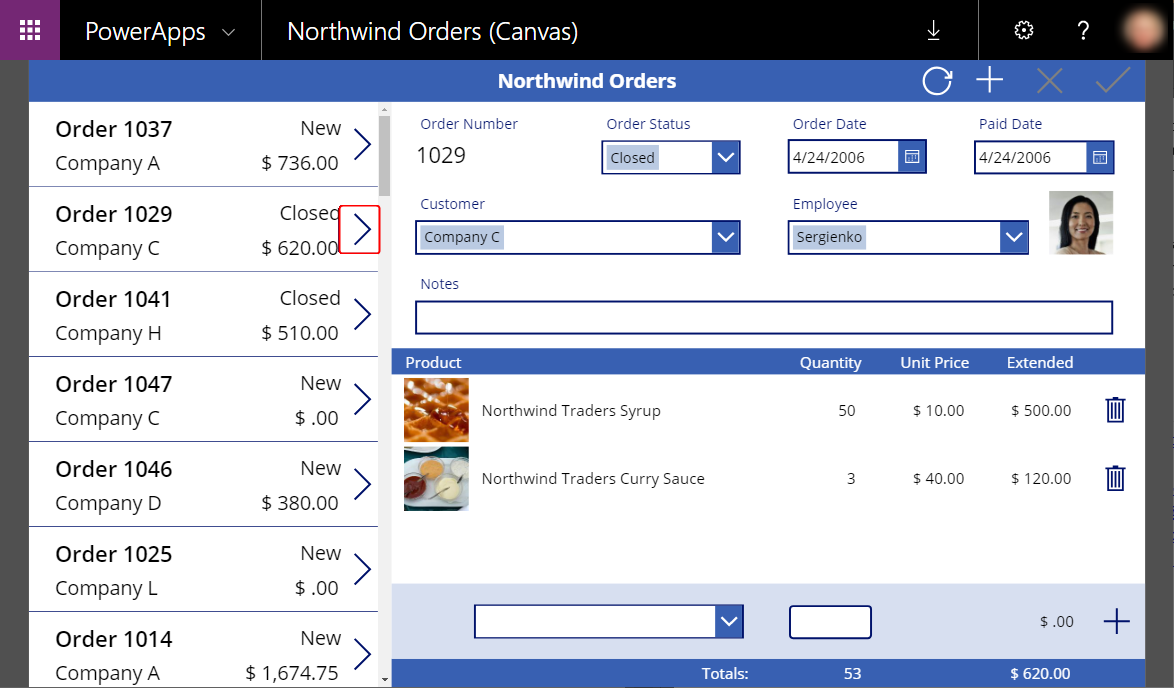 PowerApps
Northwind Orders (Canvas)
?
Northwind Orders
Order 1037 New
Company A $ 736.00
Order 1029 Closed
Company C $ 620.00
Order 1041 Closed
Company H $ 510.00
Order 1047 New
Company C $ .00
Order 1046 New
Company D $ 380.00
Order 1025 New
Company L $ .00
Order 1014 New
Company A $ 1,674.75
Order Number Order Status Order Date Paid Date
1029 Closed 4/24/2006 4/24/2006
Customer Employee
Company C Sergienko
Notes
Product Quantity Unit Price Extended
Northwind Traders Syrup 50 $ 10.00 $ 500.00
Northwind Traders Curry Sauce 3 $ 40.00 $ 120.00
$ .00
Totals: 53 $ 620.00